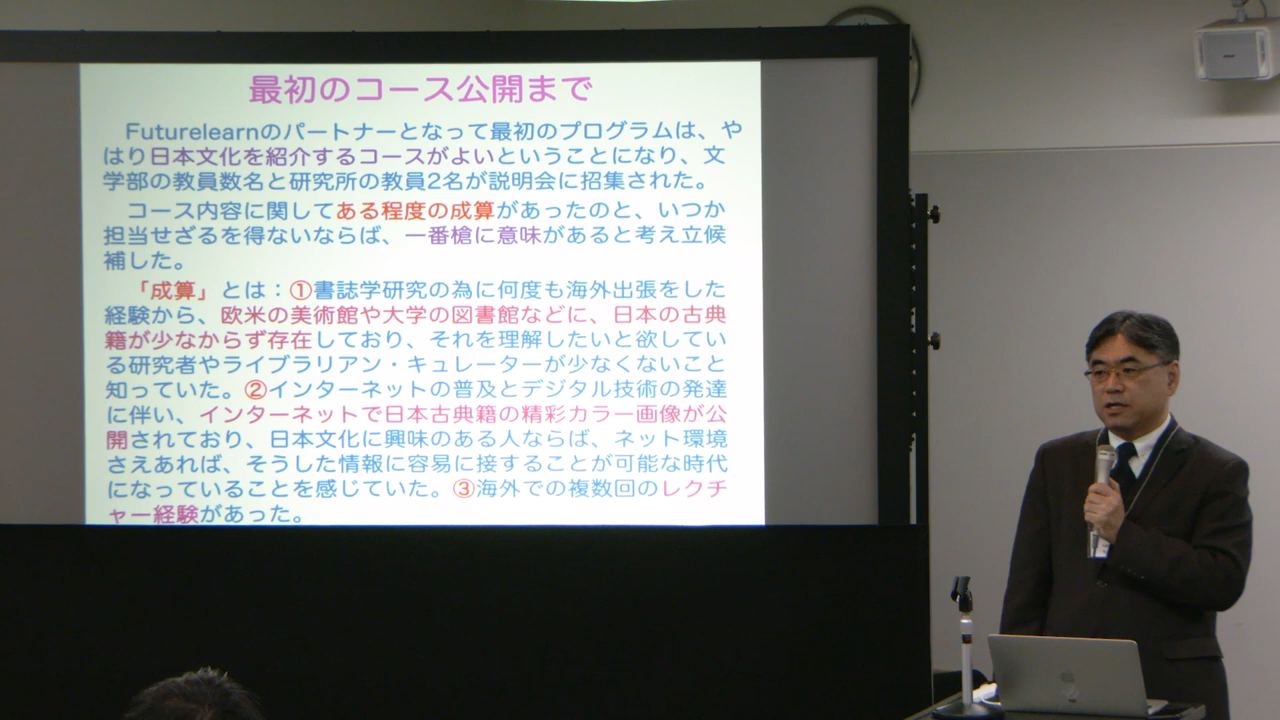 最初のコース公開まで
Futurelearnのパートナーとなって最初のプログラムは、や
はり日本文化を紹介するコースがよいということになり、文
学部の教員数名と研究所の教員2名が説明会に招集された。
コース内容に関してある程度の成算があったのと、いつか
担当せざるを得ないならば、一番槍に意味があると考え立候
補した。
「成算」とは：①書誌学研究の為に何度も海外出張をした
経験から、欧米の美術館や大学の図書館などに、日本の古典
籍が少なからず存在しており、それを理解したいと欲してい
る研究者やライブラリアン・キュレーターが少なくないこと
知っていた。②インターネットの普及とデジタル技術の発達
に伴い、インターネットで日本古典籍の精彩カラー画像が公
開されており、日本文化に興味のある人ならば、ネット環境
さえあれば、そうした情報に容易に接することが可能な時代
になっていることを感じていた。③海外での複数回のレクチ
ャー経験があった。